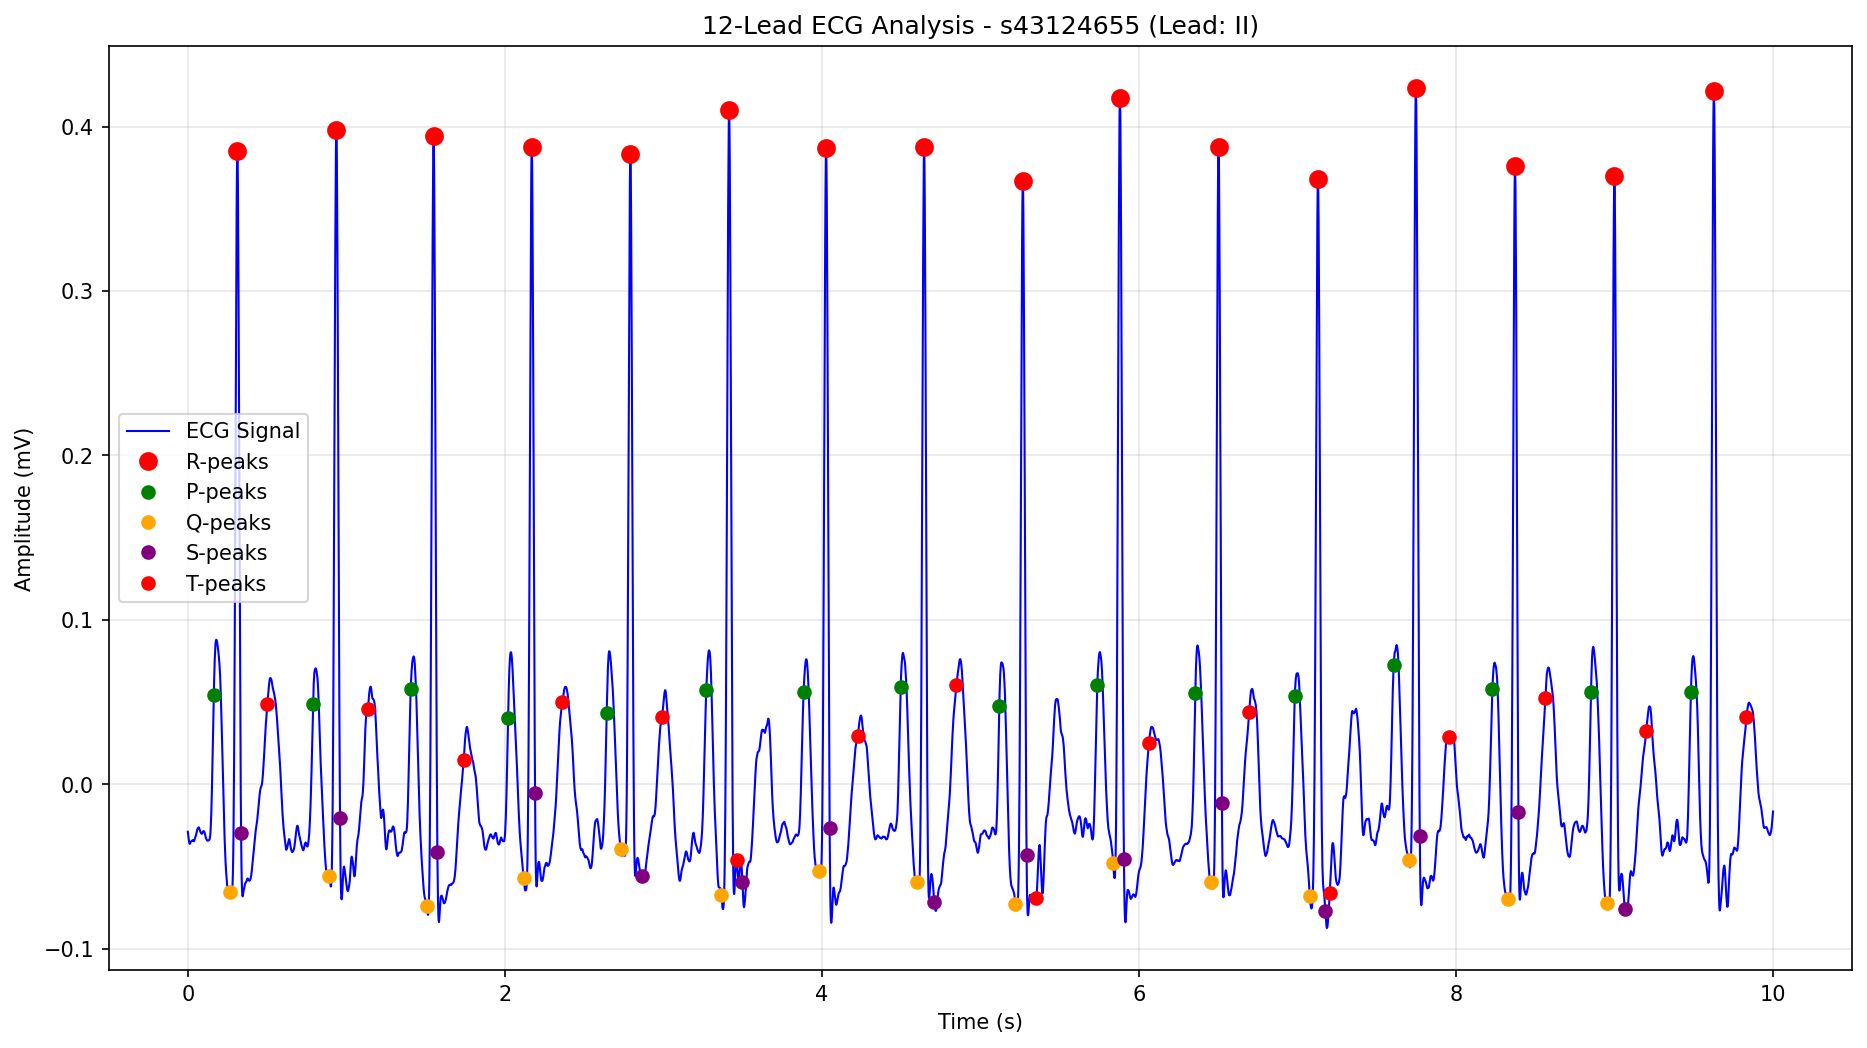 12-Lead ECG Analysis - s43124655 (Lead: II)
Amplitude (mV)
0.4
0.3
0.2
0.1
0.0
−0.1
ECG Signal
R-peaks
P-peaks
Q-peaks
S-peaks
T-peaks
0 2 4 6 8 10
Time (s)